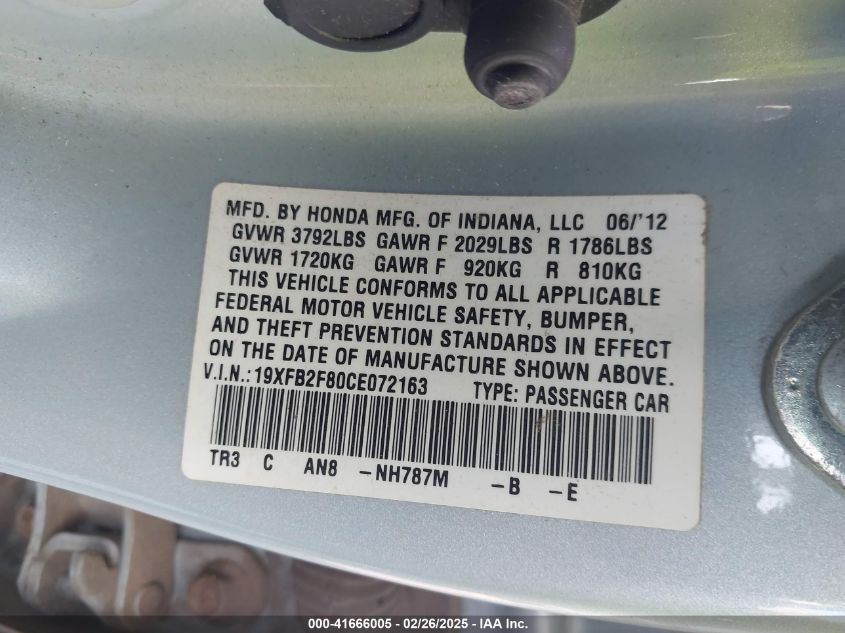 MFD. BY HONDA MFG. OF INDIANA, LLC 06/'12
GVWR 3792LBS GAWR F 2029LBS R 1786LBS
GVWR 1720KG GAWR F 920KG R 810KG
THIS VEHICLE CONFORMS TO ALL APPLICABLE
FEDERAL MOTOR VEHICLE SAFETY, BUMPER,
AND THEFT PREVENTION STANDARDS IN EFFECT
ON THE DATE OF MANUFACTURE SHOWN ABOVE.
V.I.N.:19XFB2F80CE072163 TYPE: PASSENGER CAR
TR3 C AN8 -NH787M -B -E
000-41666005 - 02/26/2025 - IAA Inc.